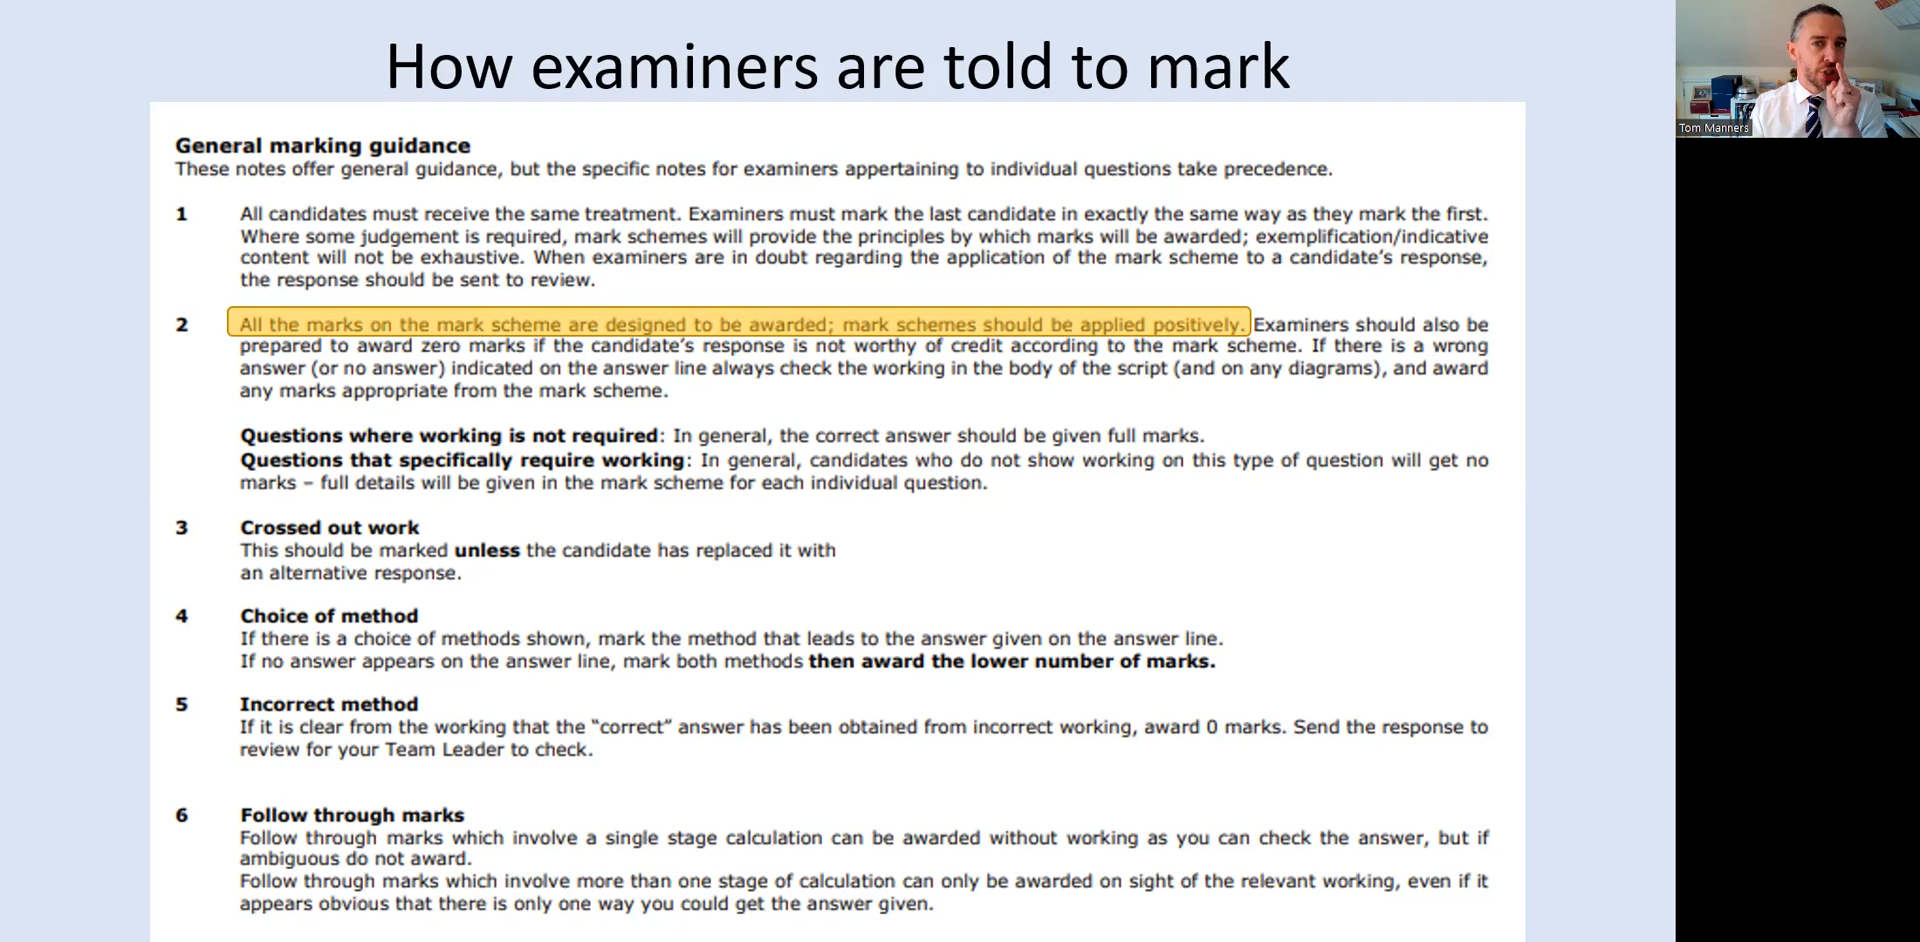 How examiners are told to mark
Tom Manners
General marking guidance
These notes offer general guidance, but the specific notes for examiners appertaining to individual questions take precedence.
1 All candidates must receive the same treatment. Examiners must mark the last candidate in exactly the same way as they mark the first.
Where some judgement is required, mark schemes will provide the principles by which marks will be awarded; exemplification/indicative
content will not be exhaustive. When examiners are in doubt regarding the application of the mark scheme to a candidate's response,
the response should be sent to review.
2 All the marks on the mark scheme are designed to be awarded; mark schemes should be applied positively. Examiners should also be
prepared to award zero marks if the candidate's response is not worthy of credit according to the mark scheme. If there is a wrong
answer (or no answer) indicated on the answer line always check the working in the body of the script (and on any diagrams), and award
any marks appropriate from the mark scheme.
Questions where working is not required: In general, the correct answer should be given full marks.
Questions that specifically require working: In general, candidates who do not show working on this type of question will get no
marks – full details will be given in the mark scheme for each individual question.
3 Crossed out work
This should be marked unless the candidate has replaced it with
an alternative response.
4 Choice of method
If there is a choice of methods shown, mark the method that leads to the answer given on the answer line.
If no answer appears on the answer line, mark both methods then award the lower number of marks.
5 Incorrect method
If it is clear from the working that the "correct" answer has been obtained from incorrect working, award 0 marks. Send the response to
review for your Team Leader to check.
6 Follow through marks
Follow through marks which involve a single stage calculation can be awarded without working as you can check the answer, but if
ambiguous do not award.
Follow through marks which involve more than one stage of calculation can only be awarded on sight of the relevant working, even if it
appears obvious that there is only one way you could get the answer given.